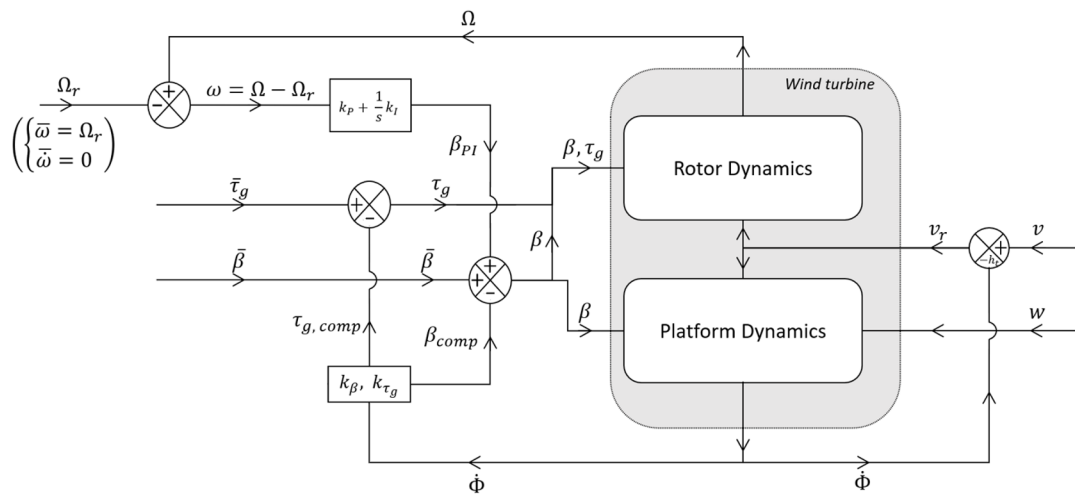 Ω
Wind turbine
Ω_r
ω = Ω − Ω_r
k_P + 1/s k_I
({ω̅ = Ω_r
ω̅̇ = 0)
β_PI
β, τ_g
Rotor Dynamics
τ̄_g
τ_g
v_r
v
β
−h_t
β̄
β̄
τ_g,comp
β_comp
β
Platform Dynamics
w
k_β, k_τ_g
Φ̇
Φ̇